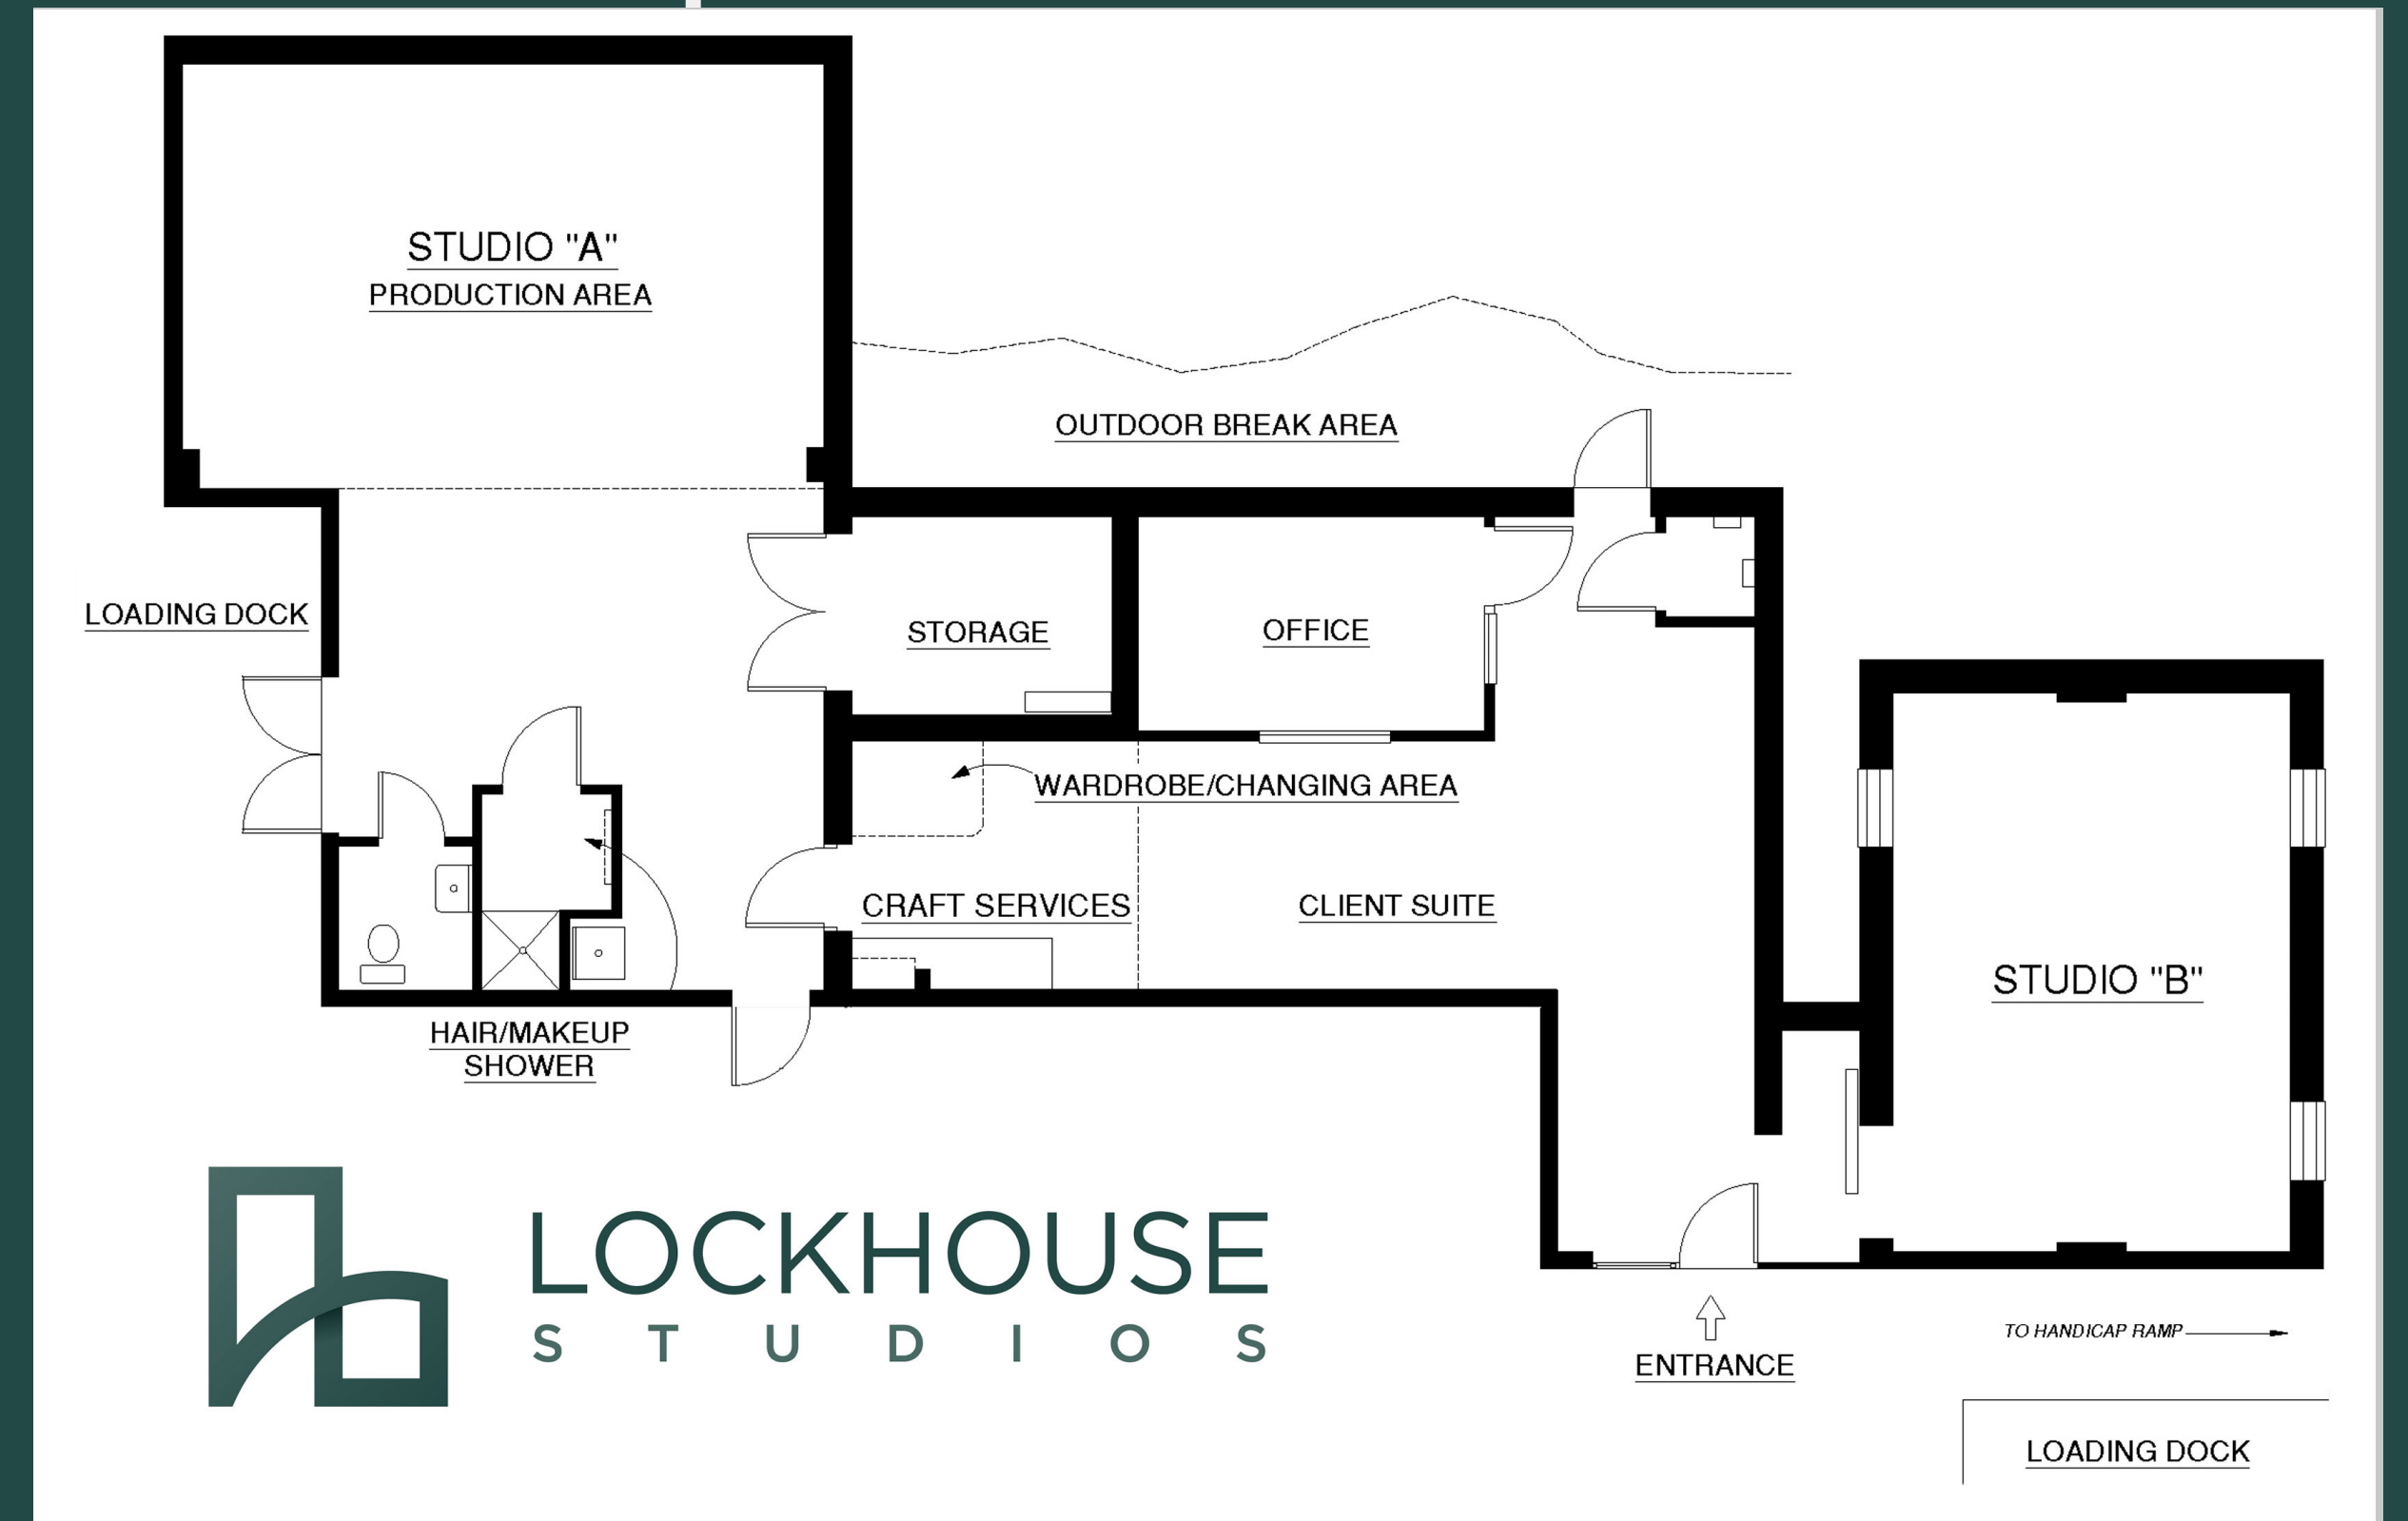 STUDIO "A"
PRODUCTION AREA
OUTDOOR BREAK AREA
LOADING DOCK
STORAGE
OFFICE
WARDROBE/CHANGING AREA
CRAFT SERVICES
CLIENT SUITE
STUDIO "B"
HAIR/MAKEUP
SHOWER
LOCKHOUSE
STUDIOS
TO HANDICAP RAMP
ENTRANCE
LOADING DOCK